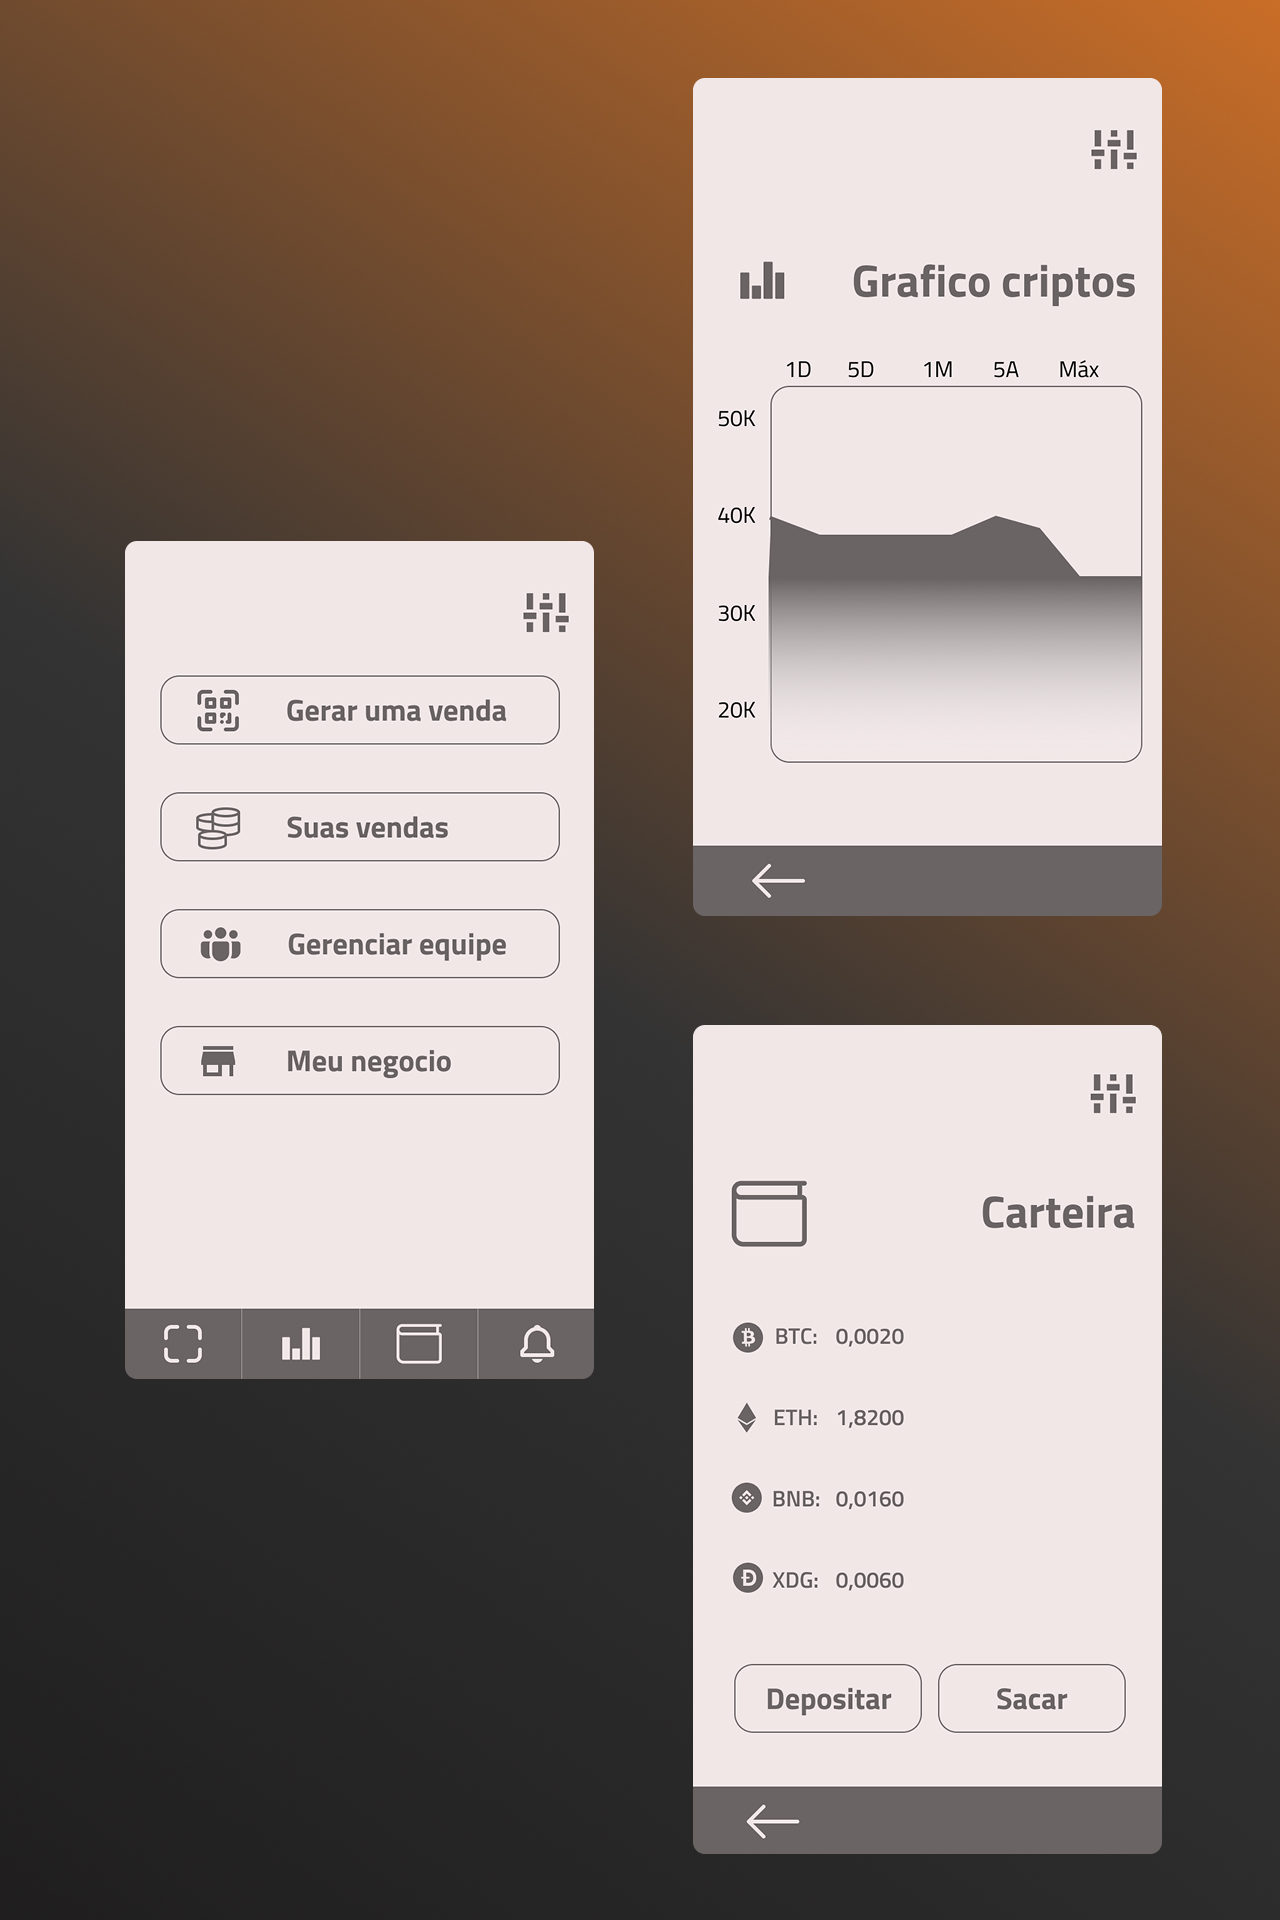 Gerar uma venda
Suas vendas
Gerenciar equipe
Meu negocio
Grafico criptos
1D 5D 1M 5A Máx
50K
40K
30K
20K
Carteira
BTC: 0,0020
ETH: 1,8200
BNB: 0,0160
XDG: 0,0060
Depositar Sacar